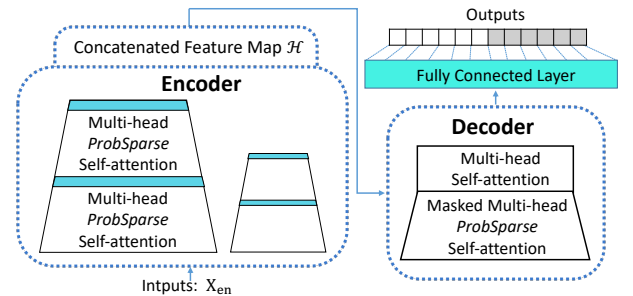 Concatenated Feature Map ℋ
Encoder
Multi-head
ProbSparse
Self-attention
Multi-head
ProbSparse
Self-attention
Intputs: X_en
Outputs
Fully Connected Layer
Decoder
Multi-head
Self-attention
Masked Multi-head
ProbSparse
Self-attention